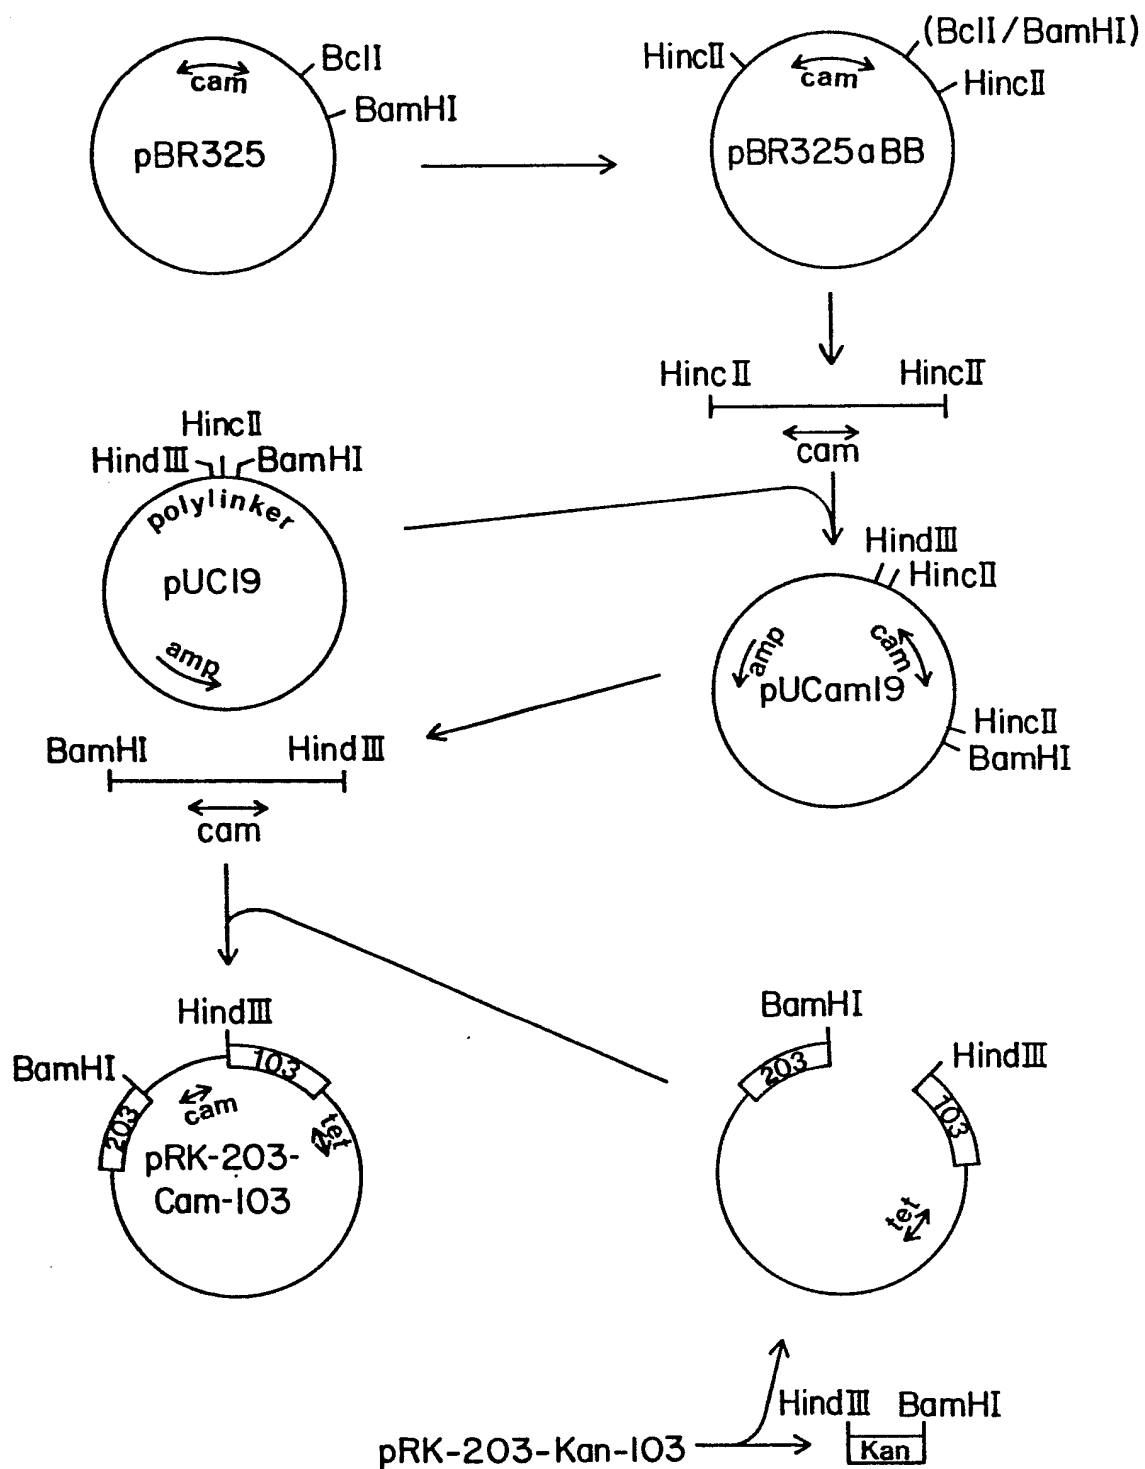 cam
BclI
BamHI
pBR325
HincII
cam
(BclI/BamHI)
HincII
pBR325aBB
HincII
HincII
cam
HincII
HindIII
BamHI
polylinker
pUC19
amp
HindIII
HincII
amp
cam
pUCam19
HincII
BamHI
BamHI
HindIII
cam
HindIII
BamHI
103
203
cam
tet
pRK-203-
Cam-103
BamHI
203
HindIII
103
tet
pRK-203-Kan-103
HindIII
BamHI
Kan